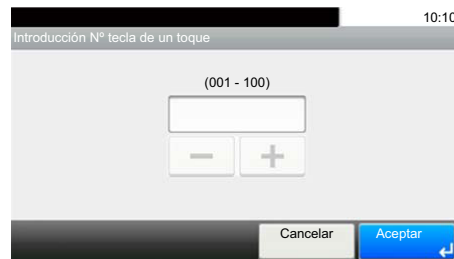 10:10
Introducción Nº tecla de un toque
(001 - 100)
Cancelar
Aceptar